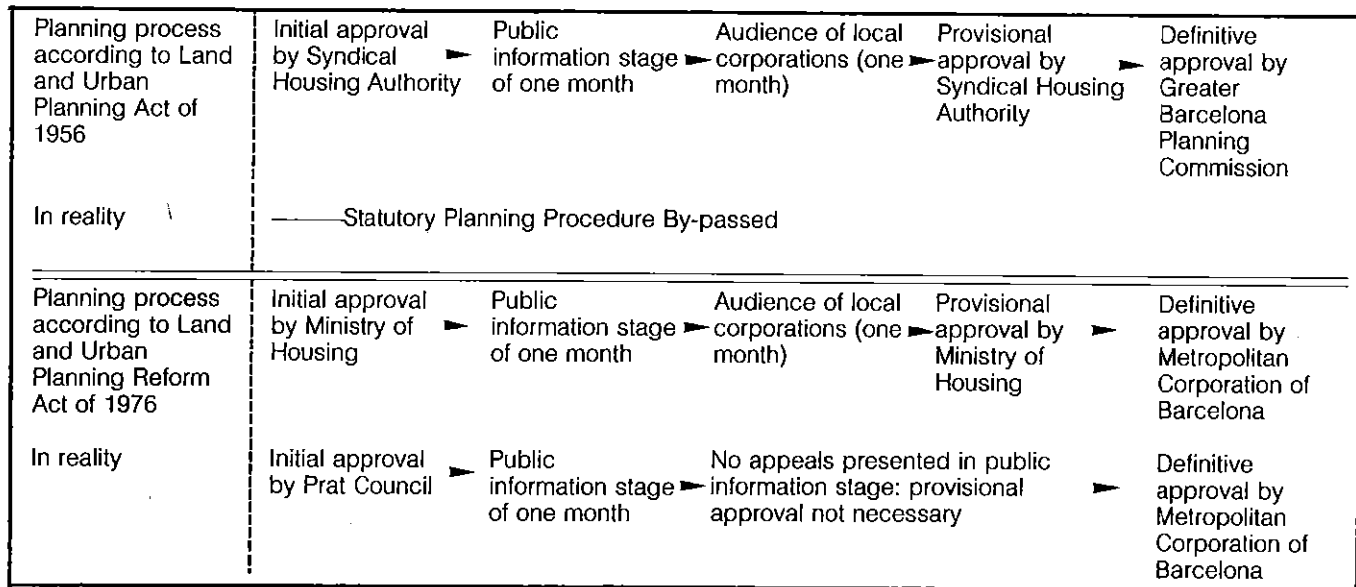 Planning process
according to Land
and Urban
Planning Act of
1956
Initial approval
by Syndical ►
Housing Authority
Public
information stage ►
of one month
Audience of local
corporations (one ►
month)
Provisional
approval by ►
Syndical Housing
Authority
Definitive
approval by
Greater
Barcelona
Planning
Commission
In reality
———Statutory Planning Procedure By-passed
Planning process
according to Land
and Urban
Planning Reform
Act of 1976
Initial approval
by Ministry of ►
Housing
Public
information stage ►
of one month
Audience of local
corporations (one ►
month)
Provisional
approval by ►
Ministry of
Housing
Definitive
approval by
Metropolitan
Corporation of
Barcelona
In reality
Initial approval
by Prat Council ►
Public
information stage ►
of one month
No appeals presented in public
information stage: provisional ►
approval not necessary
Definitive
approval by
Metropolitan
Corporation of
Barcelona